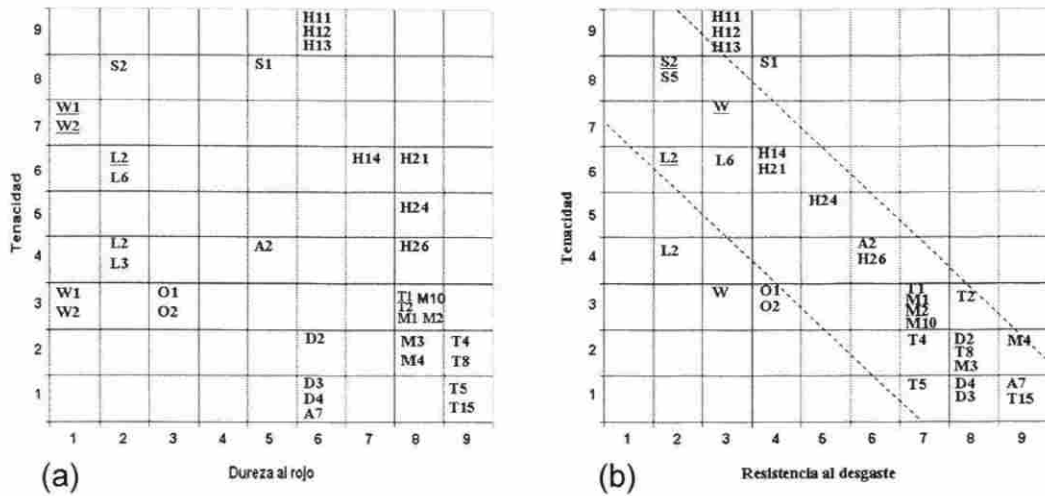 9 H11
H12
H13
8 S2 S1
W1
7 W2
L2 H14 H21
6 L6
5 H24
L2 A2 H26
4 L3
W1 O1 T1 M10
3 W2 O2 T2
M1 M2
D2 M3 T4
2 M4 T8
D3 T5
1 D4 T15
A7
1 2 3 4 5 6 7 8 9
Tenacidad
Dureza al rojo
(a)
9 H11
H12
H13
S2 S1
8 S5
W
7
L2 L6 H14
6 H21
5 H24
L2 A2
4 H26
W O1 T1 T2
3 O2 M1
M2
M10
T4 D2 M4
2 T8
M3
T5 D4 A7
1 D3 T15
1 2 3 4 5 6 7 8 9
Tenacidad
Resistencia al desgaste
(b)